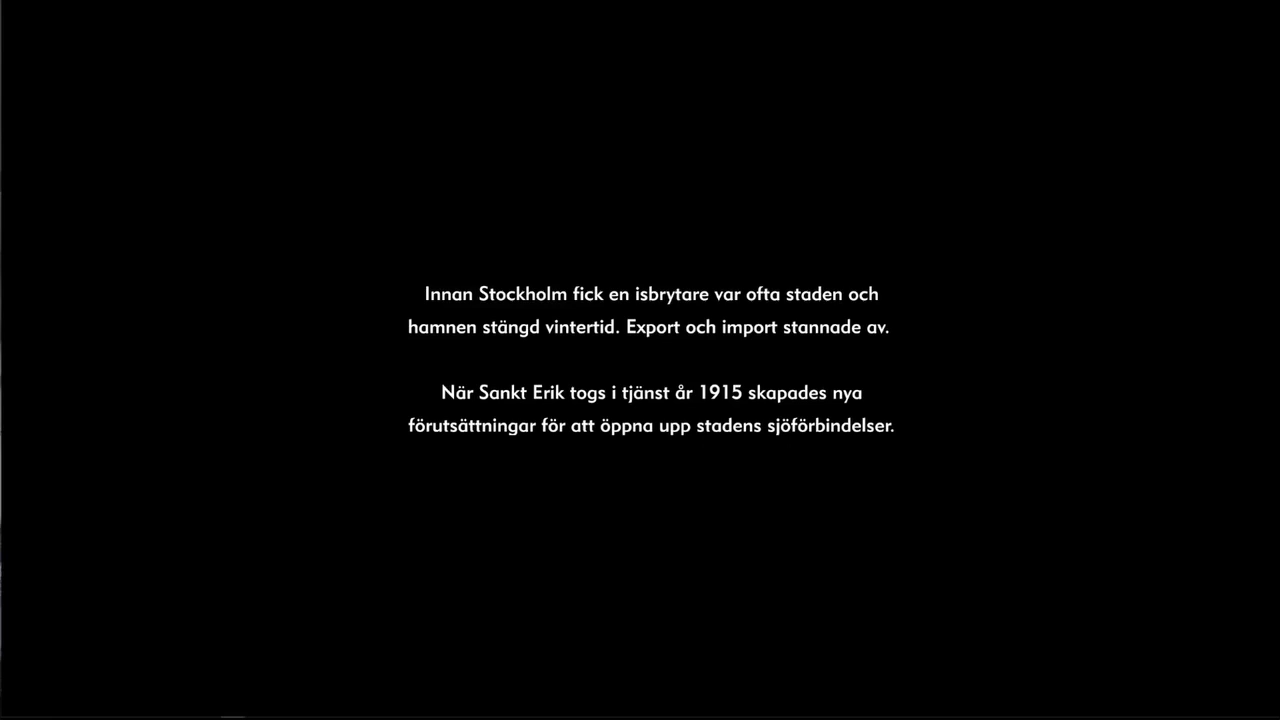 Innan Stockholm fick en isbrytare var ofta staden och
hamnen stängd vintertid. Export och import stannade av.
När Sankt Erik togs i tjänst år 1915 skapades nya
förutsättningar för att öppna upp stadens sjöförbindelser.